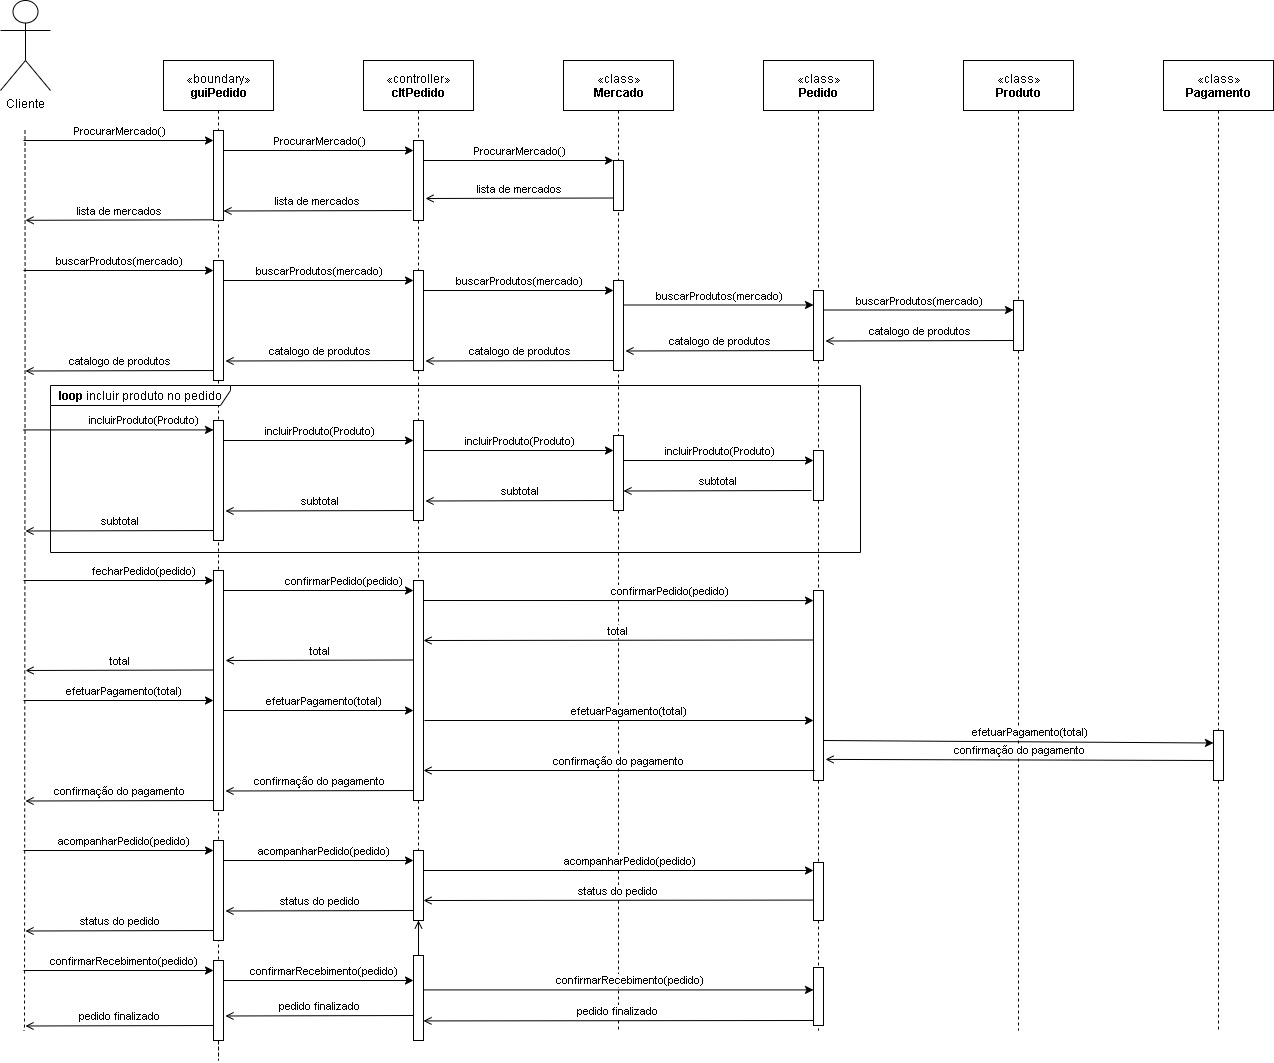 Cliente
«boundary»
guiPedido
«controller»
cltPedido
«class»
Mercado
«class»
Pedido
«class»
Produto
«class»
Pagamento
ProcurarMercado()
ProcurarMercado()
ProcurarMercado()
lista de mercados
lista de mercados
lista de mercados
buscarProdutos(mercado)
buscarProdutos(mercado)
buscarProdutos(mercado)
buscarProdutos(mercado)
buscarProdutos(mercado)
catalogo de produtos
catalogo de produtos
catalogo de produtos
catalogo de produtos
catalogo de produtos
loop incluir produto no pedido
incluirProduto(Produto)
incluirProduto(Produto)
incluirProduto(Produto)
incluirProduto(Produto)
subtotal
subtotal
subtotal
subtotal
fecharPedido(pedido)
confirmarPedido(pedido)
confirmarPedido(pedido)
total
total
total
efetuarPagamento(total)
efetuarPagamento(total)
efetuarPagamento(total)
efetuarPagamento(total)
confirmação do pagamento
confirmação do pagamento
confirmação do pagamento
confirmação do pagamento
acompanharPedido(pedido)
acompanharPedido(pedido)
acompanharPedido(pedido)
status do pedido
status do pedido
status do pedido
confirmarRecebimento(pedido)
confirmarRecebimento(pedido)
confirmarRecebimento(pedido)
pedido finalizado
pedido finalizado
pedido finalizado